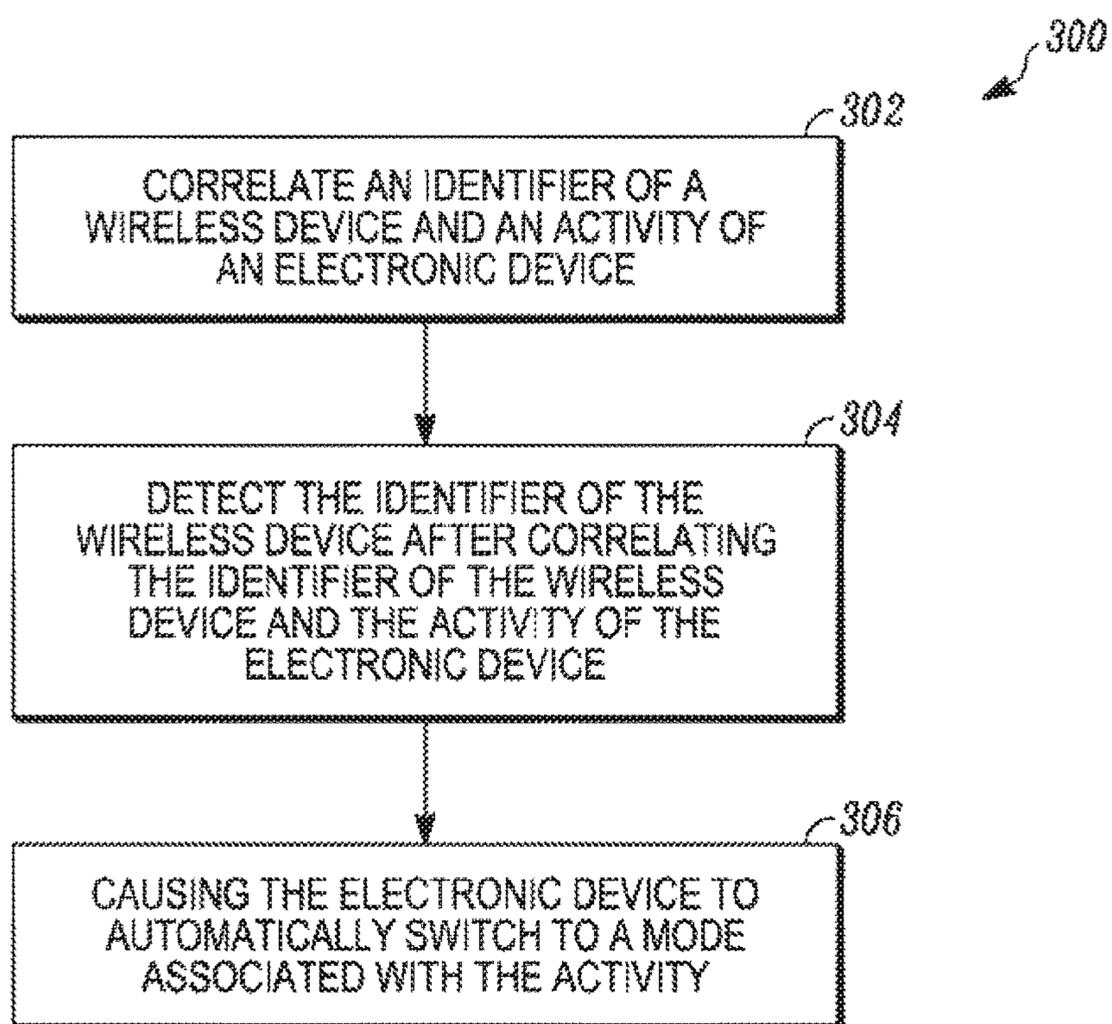 300
302
CORRELATE AN IDENTIFIER OF A
WIRELESS DEVICE AND AN ACTIVITY OF
AN ELECTRONIC DEVICE
304
DETECT THE IDENTIFIER OF THE
WIRELESS DEVICE AFTER CORRELATING
THE IDENTIFIER OF THE WIRELESS
DEVICE AND THE ACTIVITY OF THE
ELECTRONIC DEVICE
306
CAUSING THE ELECTRONIC DEVICE TO
AUTOMATICALLY SWITCH TO A MODE
ASSOCIATED WITH THE ACTIVITY